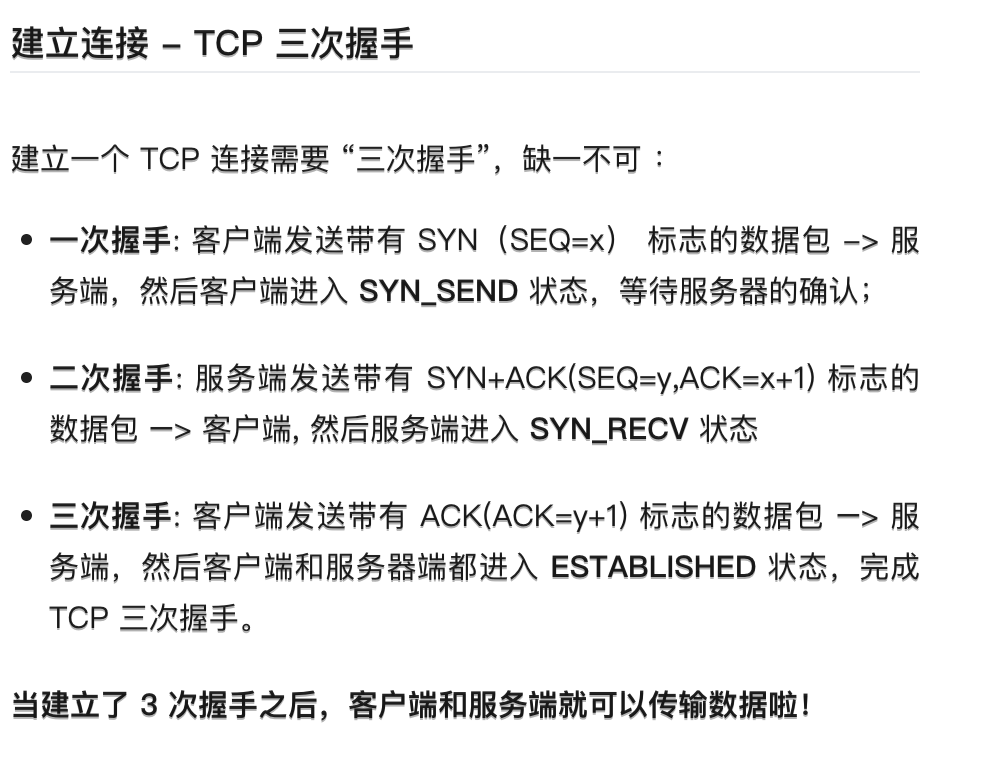 建立连接 - TCP 三次握手
建立一个 TCP 连接需要 “三次握手”，缺一不可 ：
• 一次握手: 客户端发送带有 SYN（SEQ=x） 标志的数据包 -> 服
务端，然后客户端进入 SYN_SEND 状态，等待服务器的确认；
• 二次握手: 服务端发送带有 SYN+ACK(SEQ=y,ACK=x+1) 标志的
数据包 –> 客户端, 然后服务端进入 SYN_RECV 状态
• 三次握手: 客户端发送带有 ACK(ACK=y+1) 标志的数据包 –> 服
务端，然后客户端和服务器端都进入 ESTABLISHED 状态，完成
TCP 三次握手。
当建立了 3 次握手之后，客户端和服务端就可以传输数据啦！